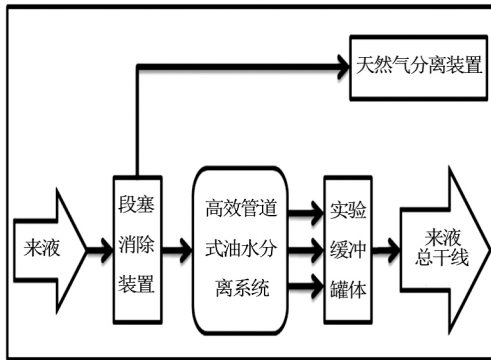 天然气分离装置
来液
段塞
消除
装置
高效管道
式油水分
离系统
实验
缓冲
罐体
来液
总干线